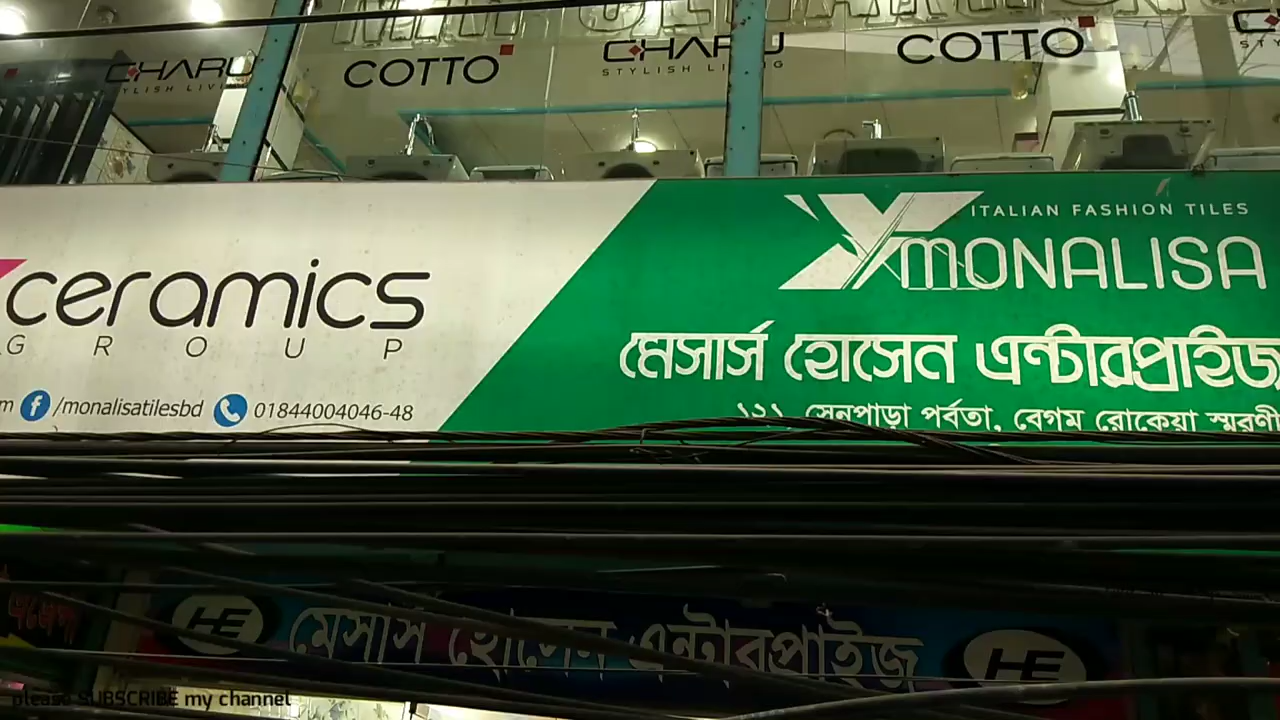 CHARU
STYLISH LIVING
COTTO
CHARU
STYLISH LIVING
COTTO
ceramics
GROUP
m /monalisatilesbd 01844004046-48
ITALIAN FASHION TILES
MONALISA
মেসার্স হোসেন এন্টারপ্রাইজ
১২১, সেনপাড়া পর্বতা, বেগম রোকেয়া স্মরণী
HE মেসার্স হোসেন এন্টারপ্রাইজ HE
please SUBSCRIBE my channel